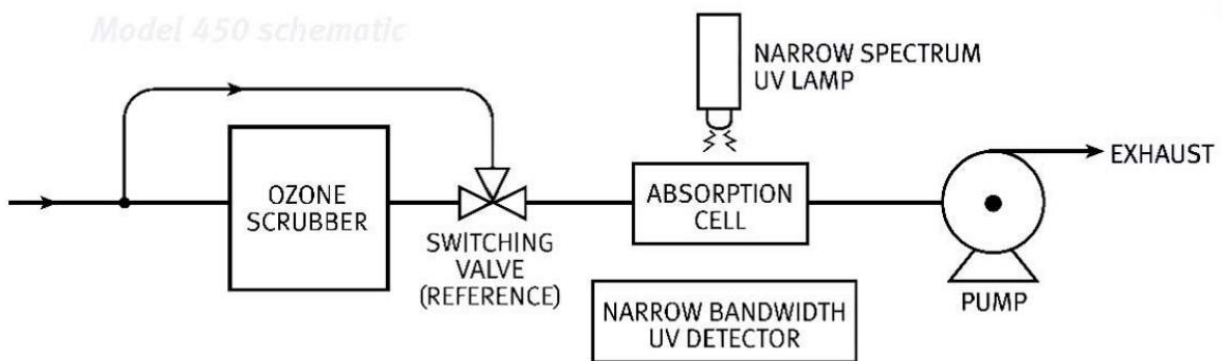 Model 450 schematic
NARROW SPECTRUM
UV LAMP
EXHAUST
OZONE
SCRUBBER
ABSORPTION
CELL
SWITCHING
VALVE
(REFERENCE)
NARROW BANDWIDTH
UV DETECTOR
PUMP